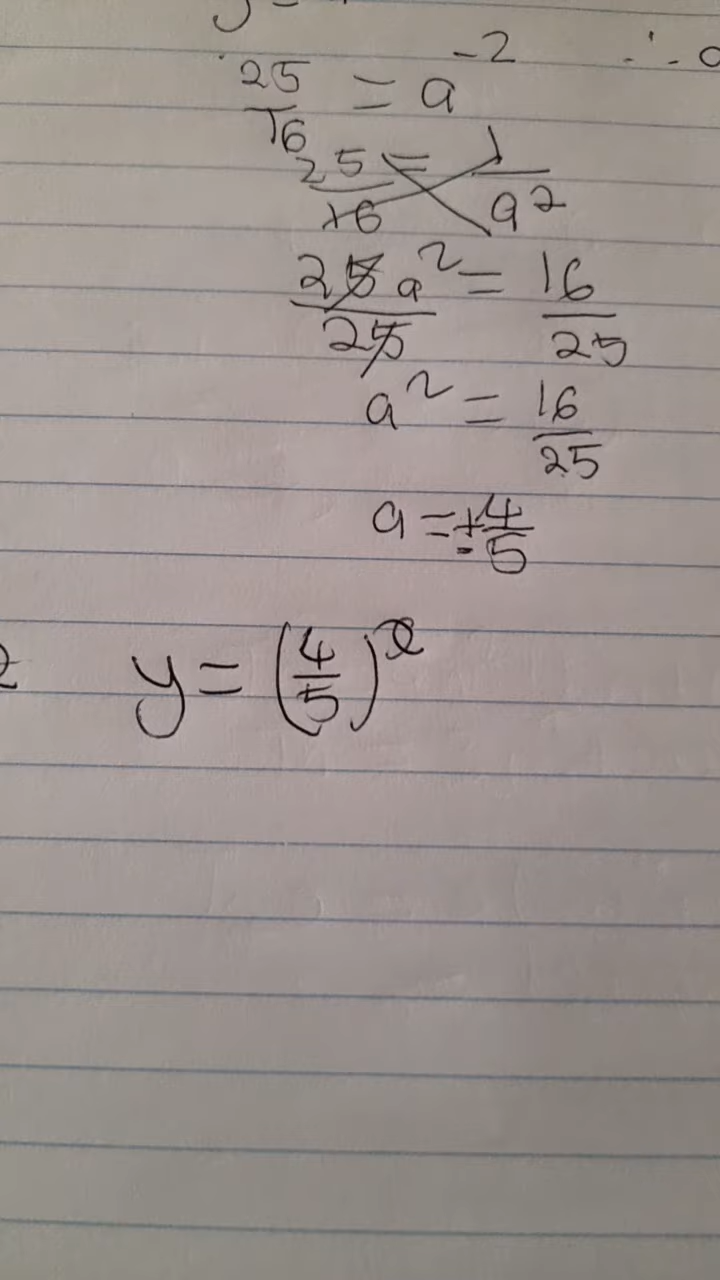 y =
25/16 = a^-2 ∴ a
25/16 = 1/a^2
25a^2/25 = 16/25
a^2 = 16/25
a = ±4/5
2 y = (4/5)^x